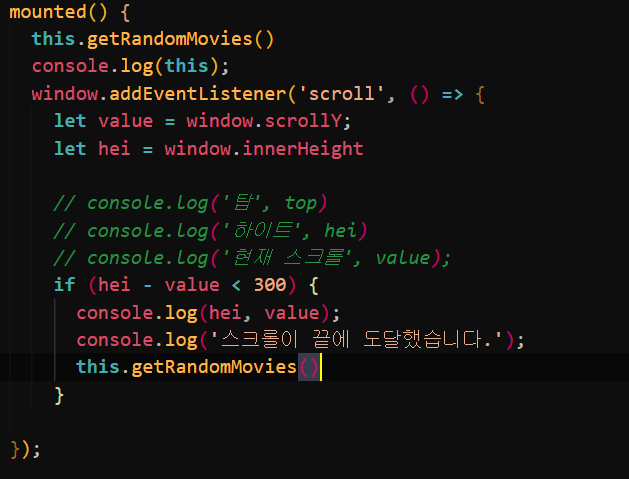 mounted() {
this.getRandomMovies()
console.log(this);
window.addEventListener('scroll', () => {
let value = window.scrollY;
let hei = window.innerHeight
// console.log('탑', top)
// console.log('하이트', hei)
// console.log('현재 스크롤', value);
if (hei - value < 300) {
console.log(hei, value);
console.log('스크롤이 끝에 도달했습니다.');
this.getRandomMovies()
}
});